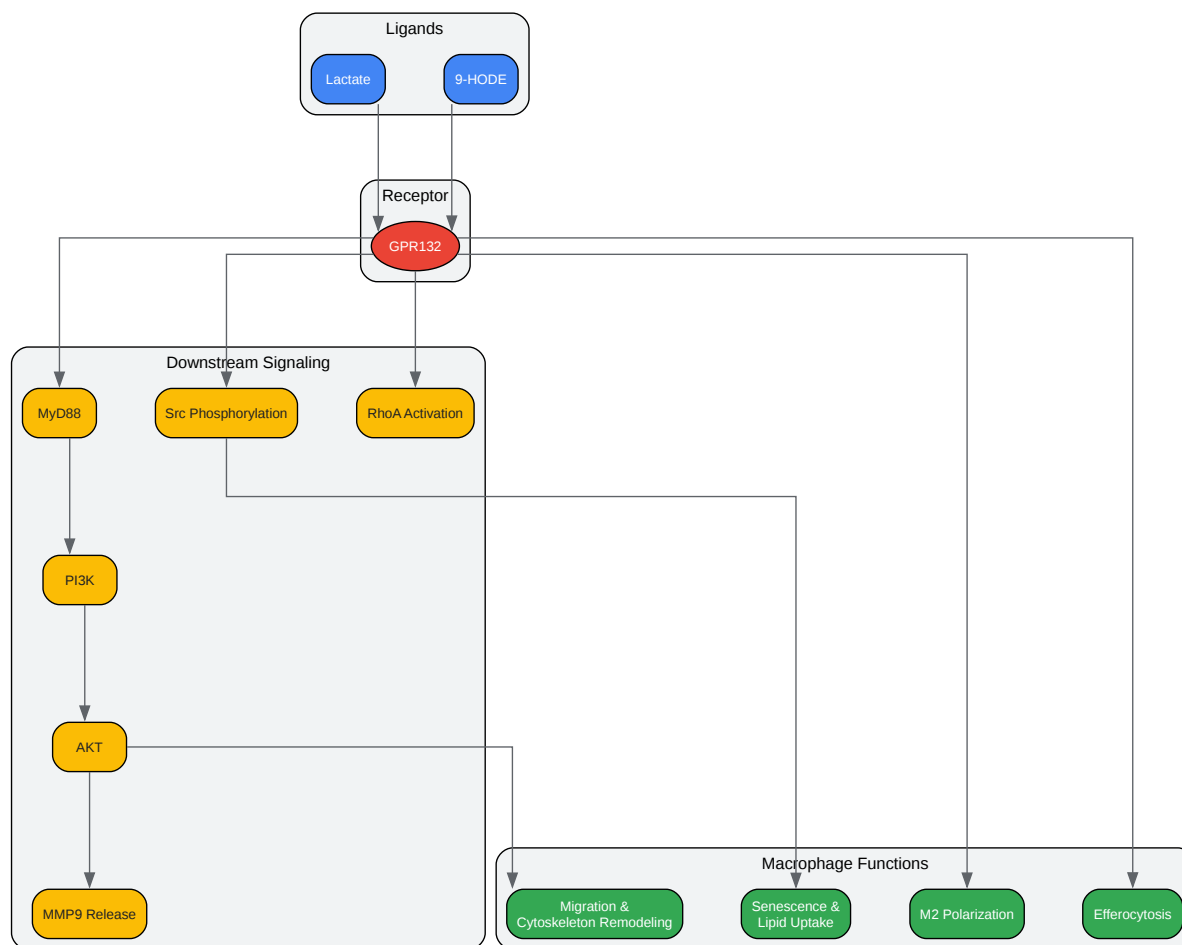 Ligands
Lactate
9-HODE
Receptor
GPR132
Downstream Signaling
MyD88
Src Phosphorylation
RhoA Activation
PI3K
AKT
MMP9 Release
Macrophage Functions
Migration &
Cytoskeleton Remodeling
Senescence &
Lipid Uptake
M2 Polarization
Efferocytosis